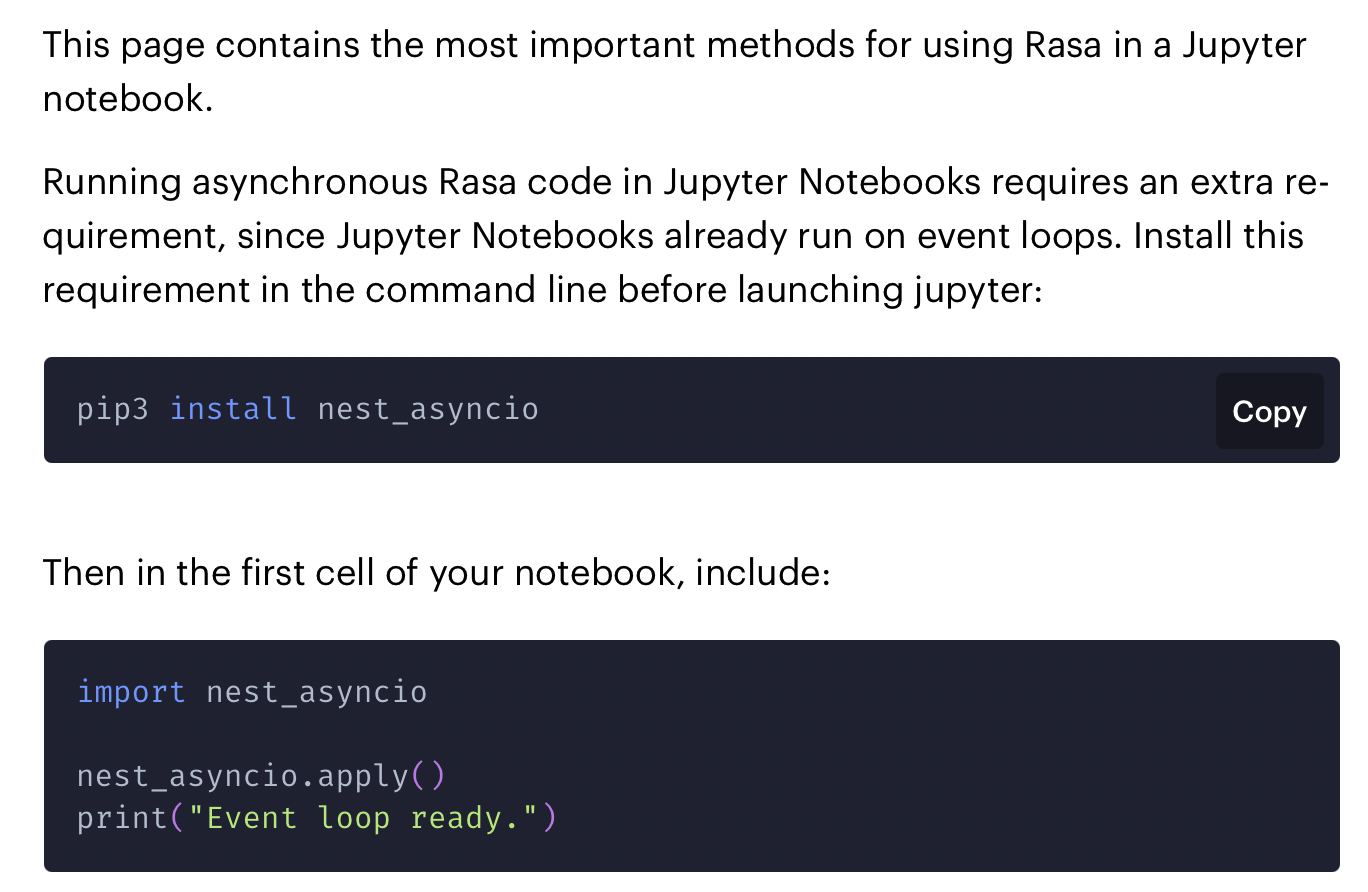 This page contains the most important methods for using Rasa in a Jupyter
notebook.
Running asynchronous Rasa code in Jupyter Notebooks requires an extra re-
quirement, since Jupyter Notebooks already run on event loops. Install this
requirement in the command line before launching jupyter:
pip3 install nest_asyncio
Copy
Then in the first cell of your notebook, include:
import nest_asyncio
nest_asyncio.apply()
print("Event loop ready.")